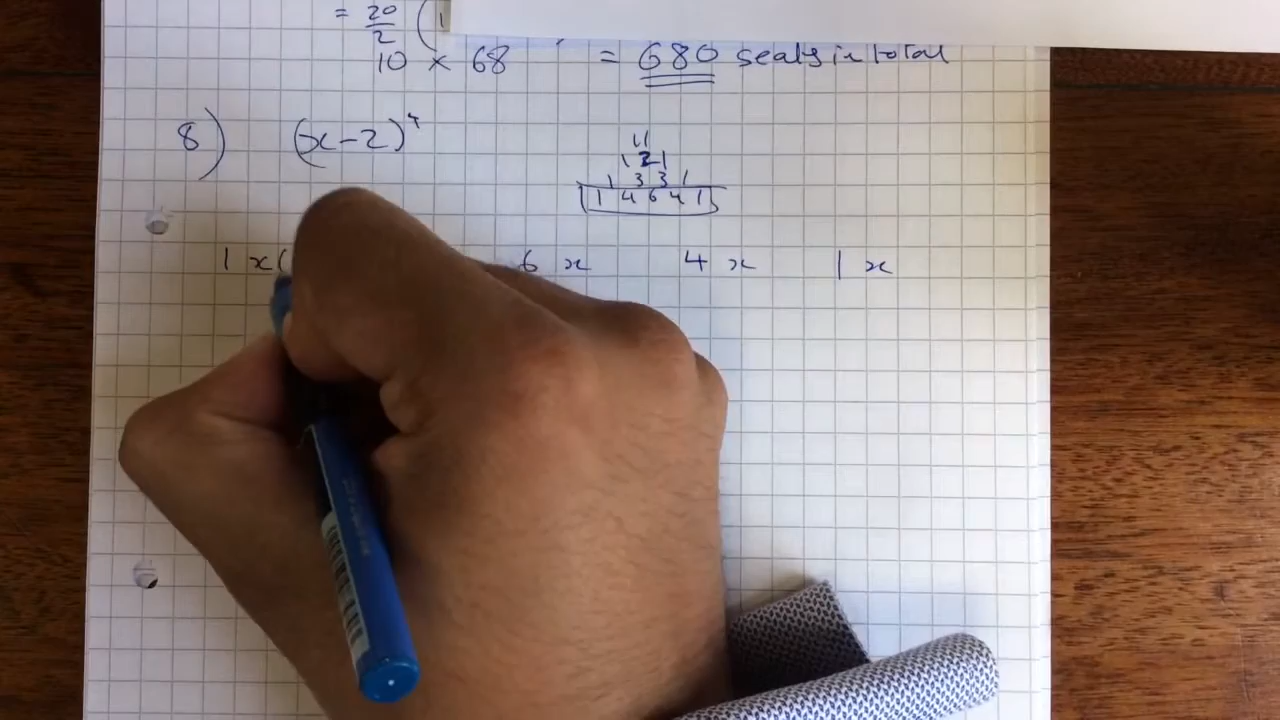 = 20/2 (1
10 × 68 = 680 seats in total
8) (x-2)⁴
1 1
1 2 1
1 3 3 1
1 4 6 4 1
1 x( 6 x 4 x 1 x